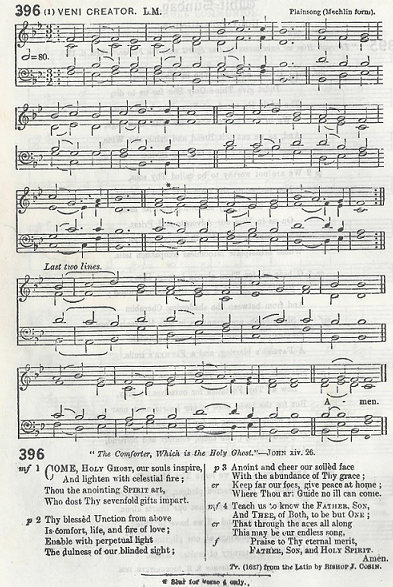 396 (1) VENI CREATOR. L.M. Plainsong (Mechlin form).
=80.
Last two lines.
A - men.
396
"The Comforter, Which is the Holy Ghost."—JOHN xiv. 26.
mf 1 COME, HOLY GHOST, our souls inspire,
And lighten with celestial fire;
Thou the anointing SPIRIT art,
Who dost Thy sevenfold gifts impart.
p 2 Thy blessèd Unction from above
Is comfort, life, and fire of love;
Enable with perpetual light
The dulness of our blinded sight;
p 3 Anoint and cheer our soilèd face
With the abundance of Thy grace;
cr Keep far our foes, give peace at home;
Where Thou art Guide no ill can come.
mf 4 Teach us to know the FATHER, SON,
And THEE, of Both, to be but ONE;
cr That through the ages all along
This may be our endless song,
f Praise to Thy eternal merit,
FATHER, SON, and HOLY SPIRIT.
Amen.
Tr. (1627) from the Latin by BISHOP J. COSIN.
* Slur for verse 4 only.